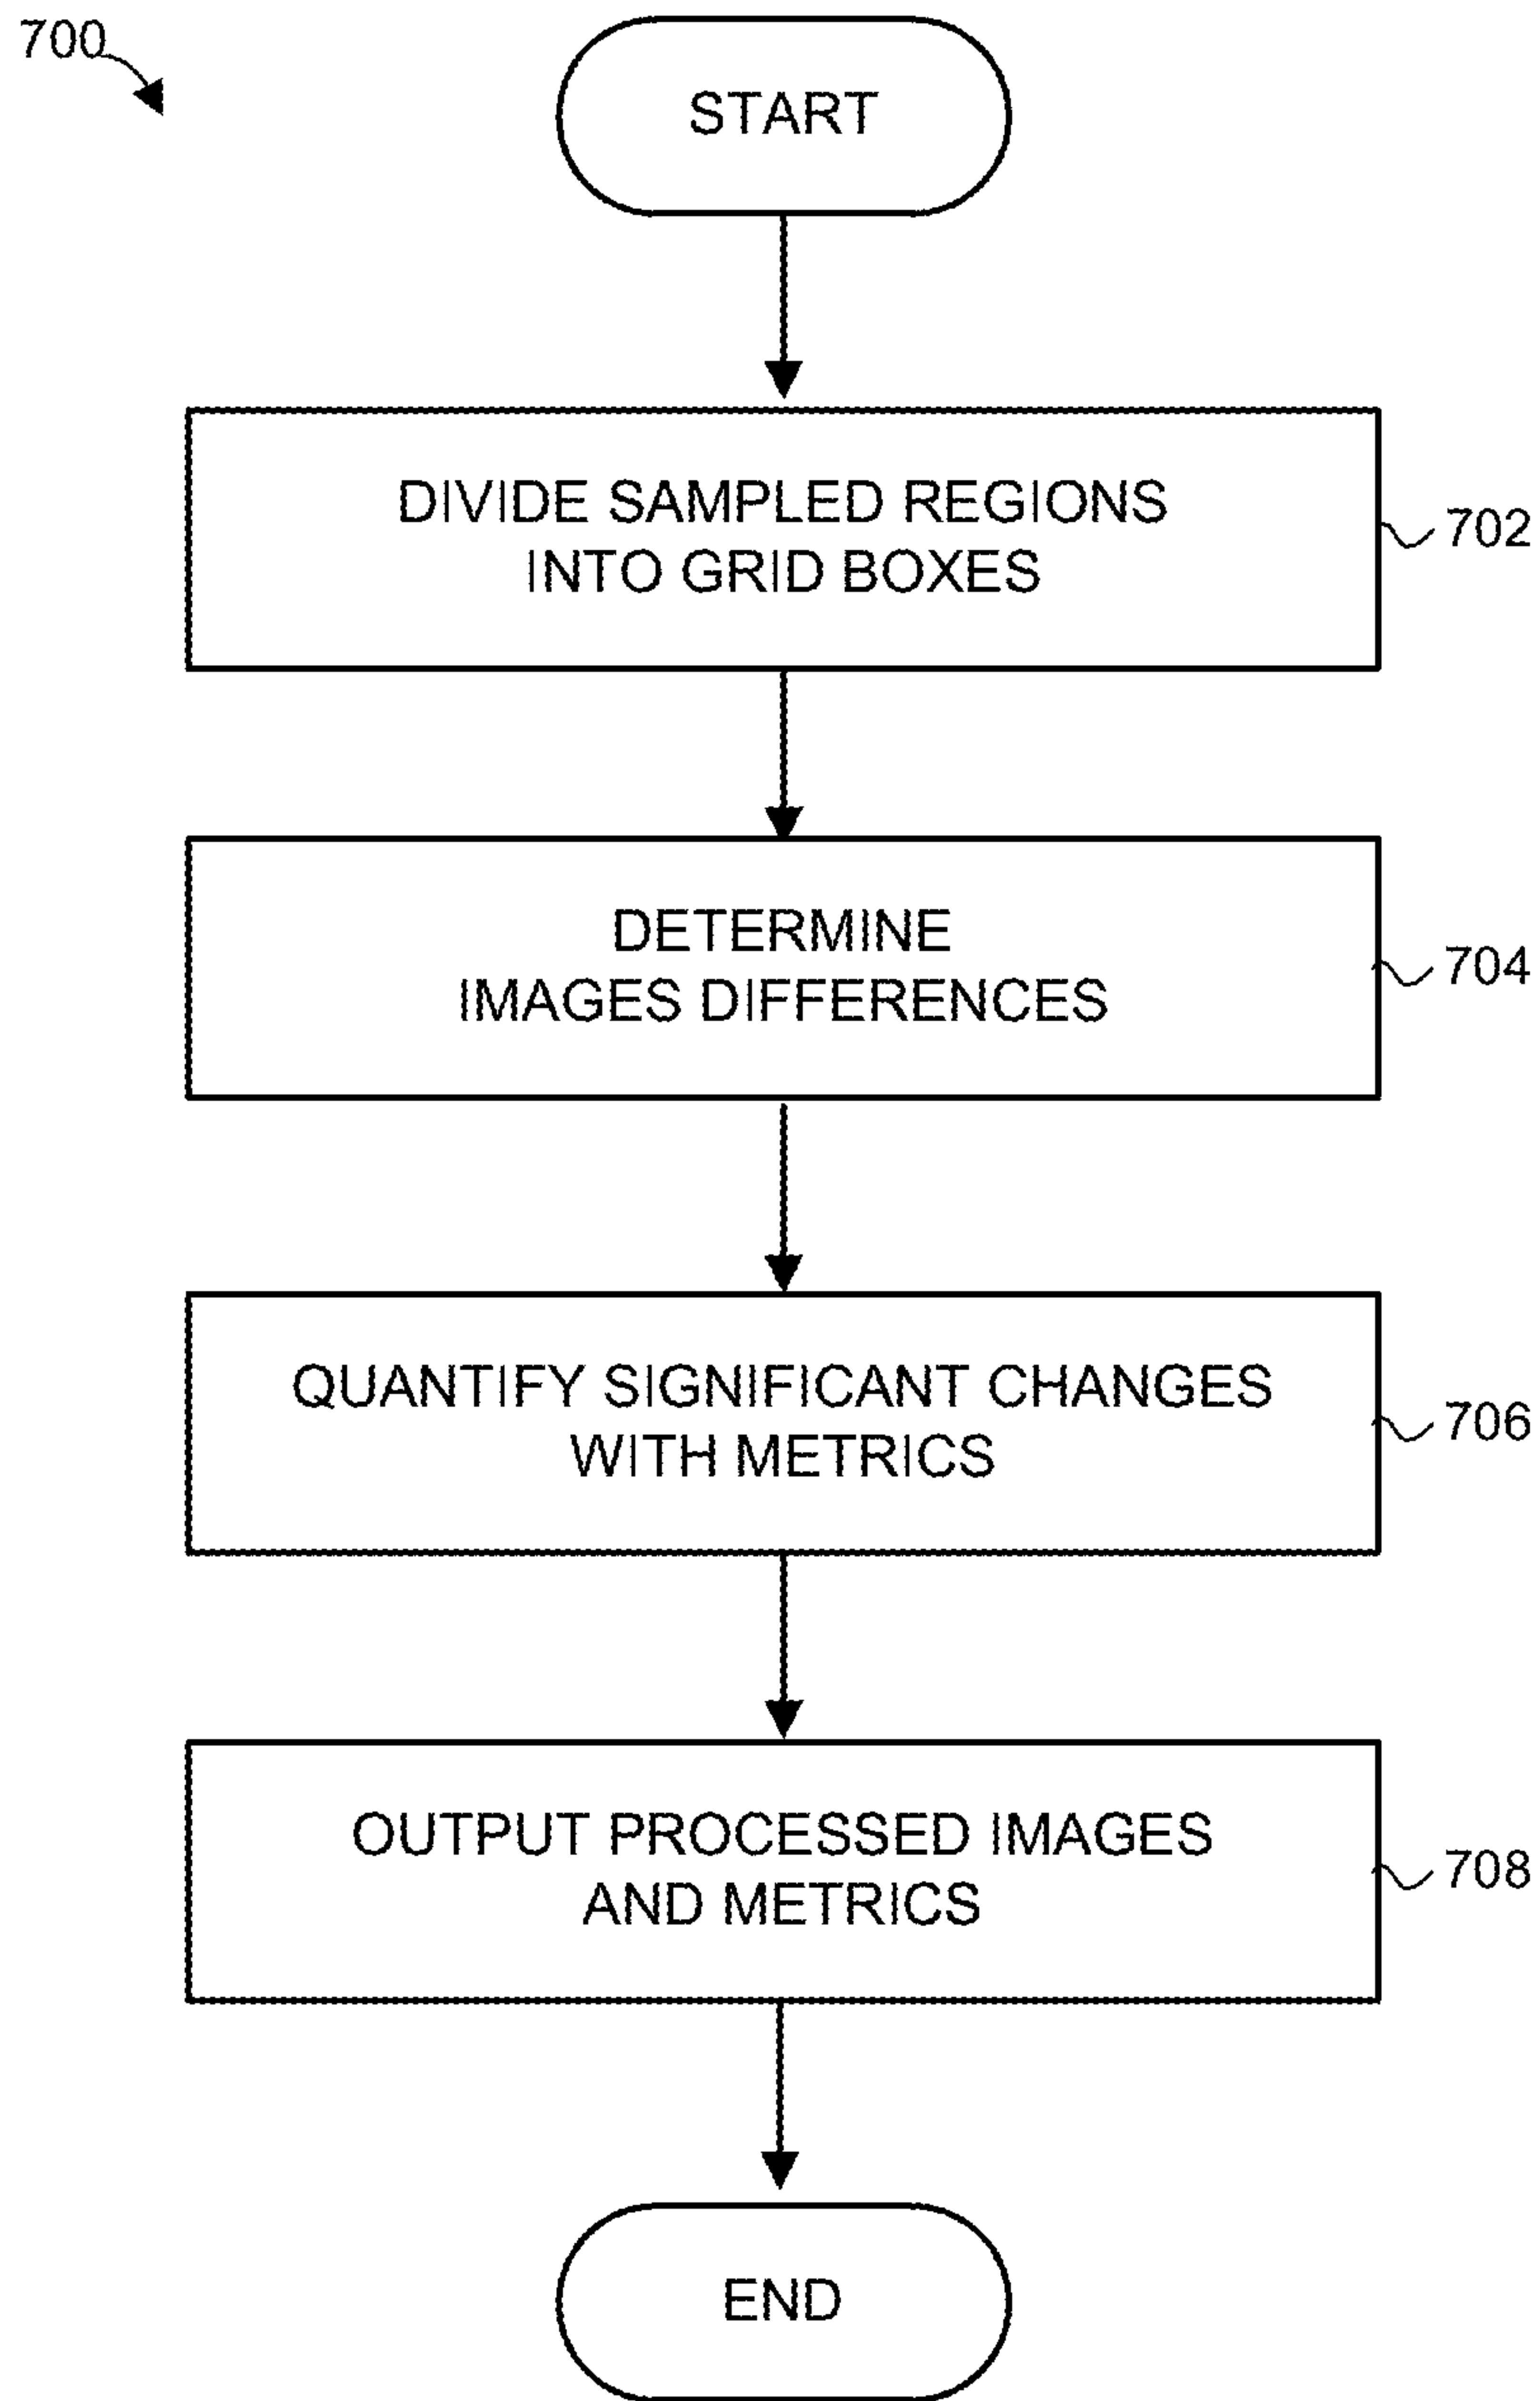 700
START
DIVIDE SAMPLED REGIONS
INTO GRID BOXES
702
DETERMINE
IMAGES DIFFERENCES
704
QUANTIFY SIGNIFICANT CHANGES
WITH METRICS
706
OUTPUT PROCESSED IMAGES
AND METRICS
708
END